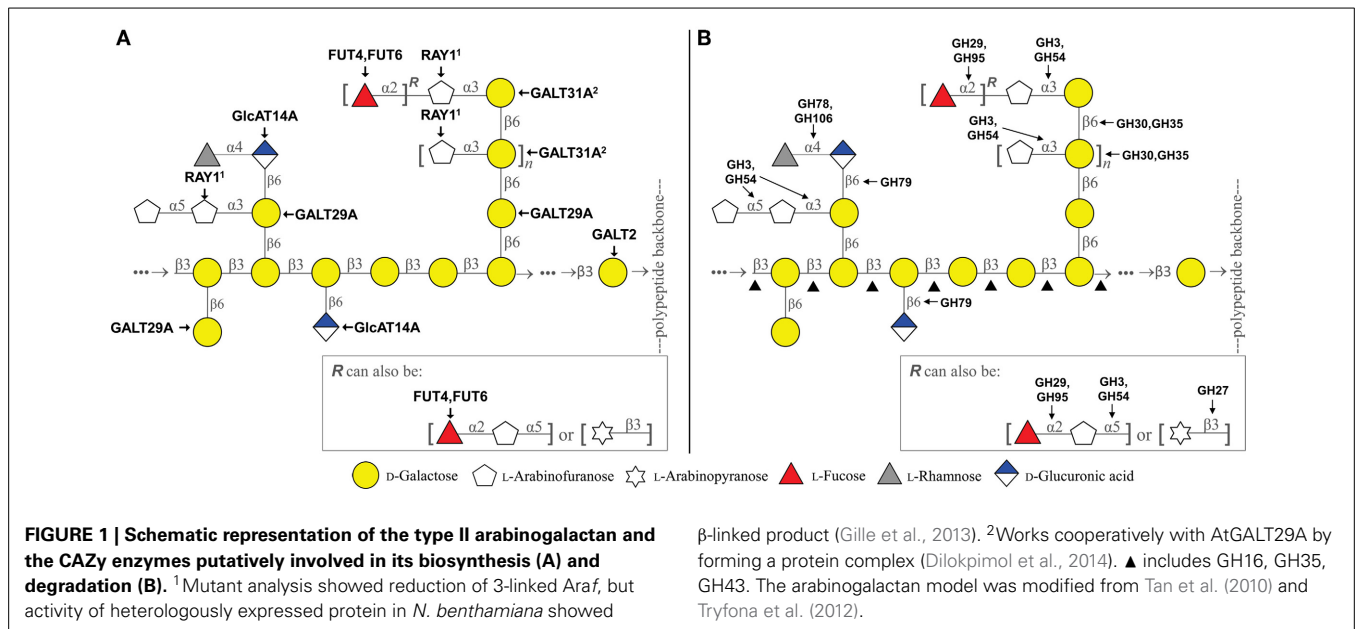 A
FUT4,FUT6
RAY1¹
[ α2 ]R α3
←GALT31A²
β6
RAY1¹
[ α3 ]n
←GALT31A²
β6
GlcAT14A
α4
RAY1¹
β6
α5 α3
←GALT29A
←GALT29A
β6
β6
GALT2
••• → β3 β3 β3 β3 β3 β3 → ••• → β3 →
---polypeptide backbone---
β6
β6
GALT29A→
←GlcAT14A
R can also be:
FUT4,FUT6
[ α2 α5 ] or [ β3 ]
B
GH29,
GH95
GH3,
GH54
[ α2 ]R α3
β6 ←GH30,GH35
GH3,
GH54
[ α3 ]n
←GH30,GH35
β6
GH78,
GH106
α4
GH3,
GH54
β6 ←GH79
α5 α3
β6
β6
••• → β3 β3 β3 β3 β3 β3 → ••• → β3 →
---polypeptide backbone---
β6 ←GH79
β6
R can also be:
GH29,
GH95
GH3,
GH54
GH27
[ α2 α5 ] or [ β3 ]
D-Galactose L-Arabinofuranose L-Arabinopyranose L-Fucose L-Rhamnose D-Glucuronic acid
FIGURE 1 | Schematic representation of the type II arabinogalactan and
the CAZy enzymes putatively involved in its biosynthesis (A) and
degradation (B). ¹Mutant analysis showed reduction of 3-linked Araf, but
activity of heterologously expressed protein in N. benthamiana showed
β-linked product (Gille et al., 2013). ²Works cooperatively with AtGALT29A by
forming a protein complex (Dilokpimol et al., 2014). ▲ includes GH16, GH35,
GH43. The arabinogalactan model was modified from Tan et al. (2010) and
Tryfona et al. (2012).